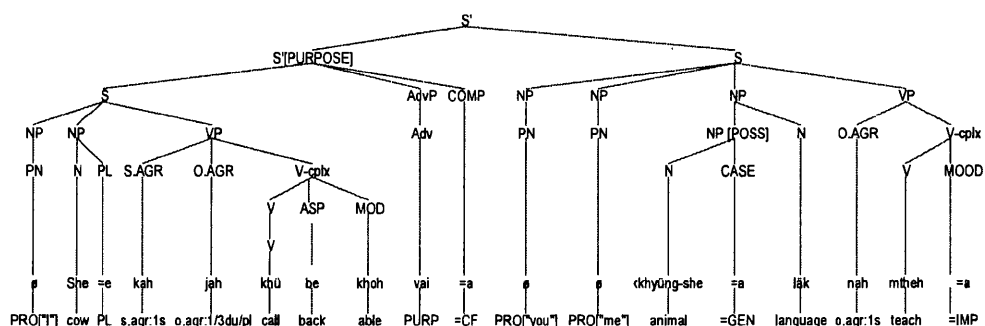 S'
S'[PURPOSE] S
S AdvP COMP NP NP NP VP
NP NP VP Adv PN PN NP [POSS] N O.AGR V-cplx
PN N PL S.AGR O.AGR V-cplx N CASE V MOOD
V ASP MOD
V
ø She =e kah jah khü be khoh vai =a ø ø kkhyüng-she =a läk nah mtheh =a
PRO["I"] cow PL s.agr:1s o.agr:1/3du/pl call back able PURP =CF PRO["you"] PRO["me"] animal =GEN language o.agr:1s teach =IMP